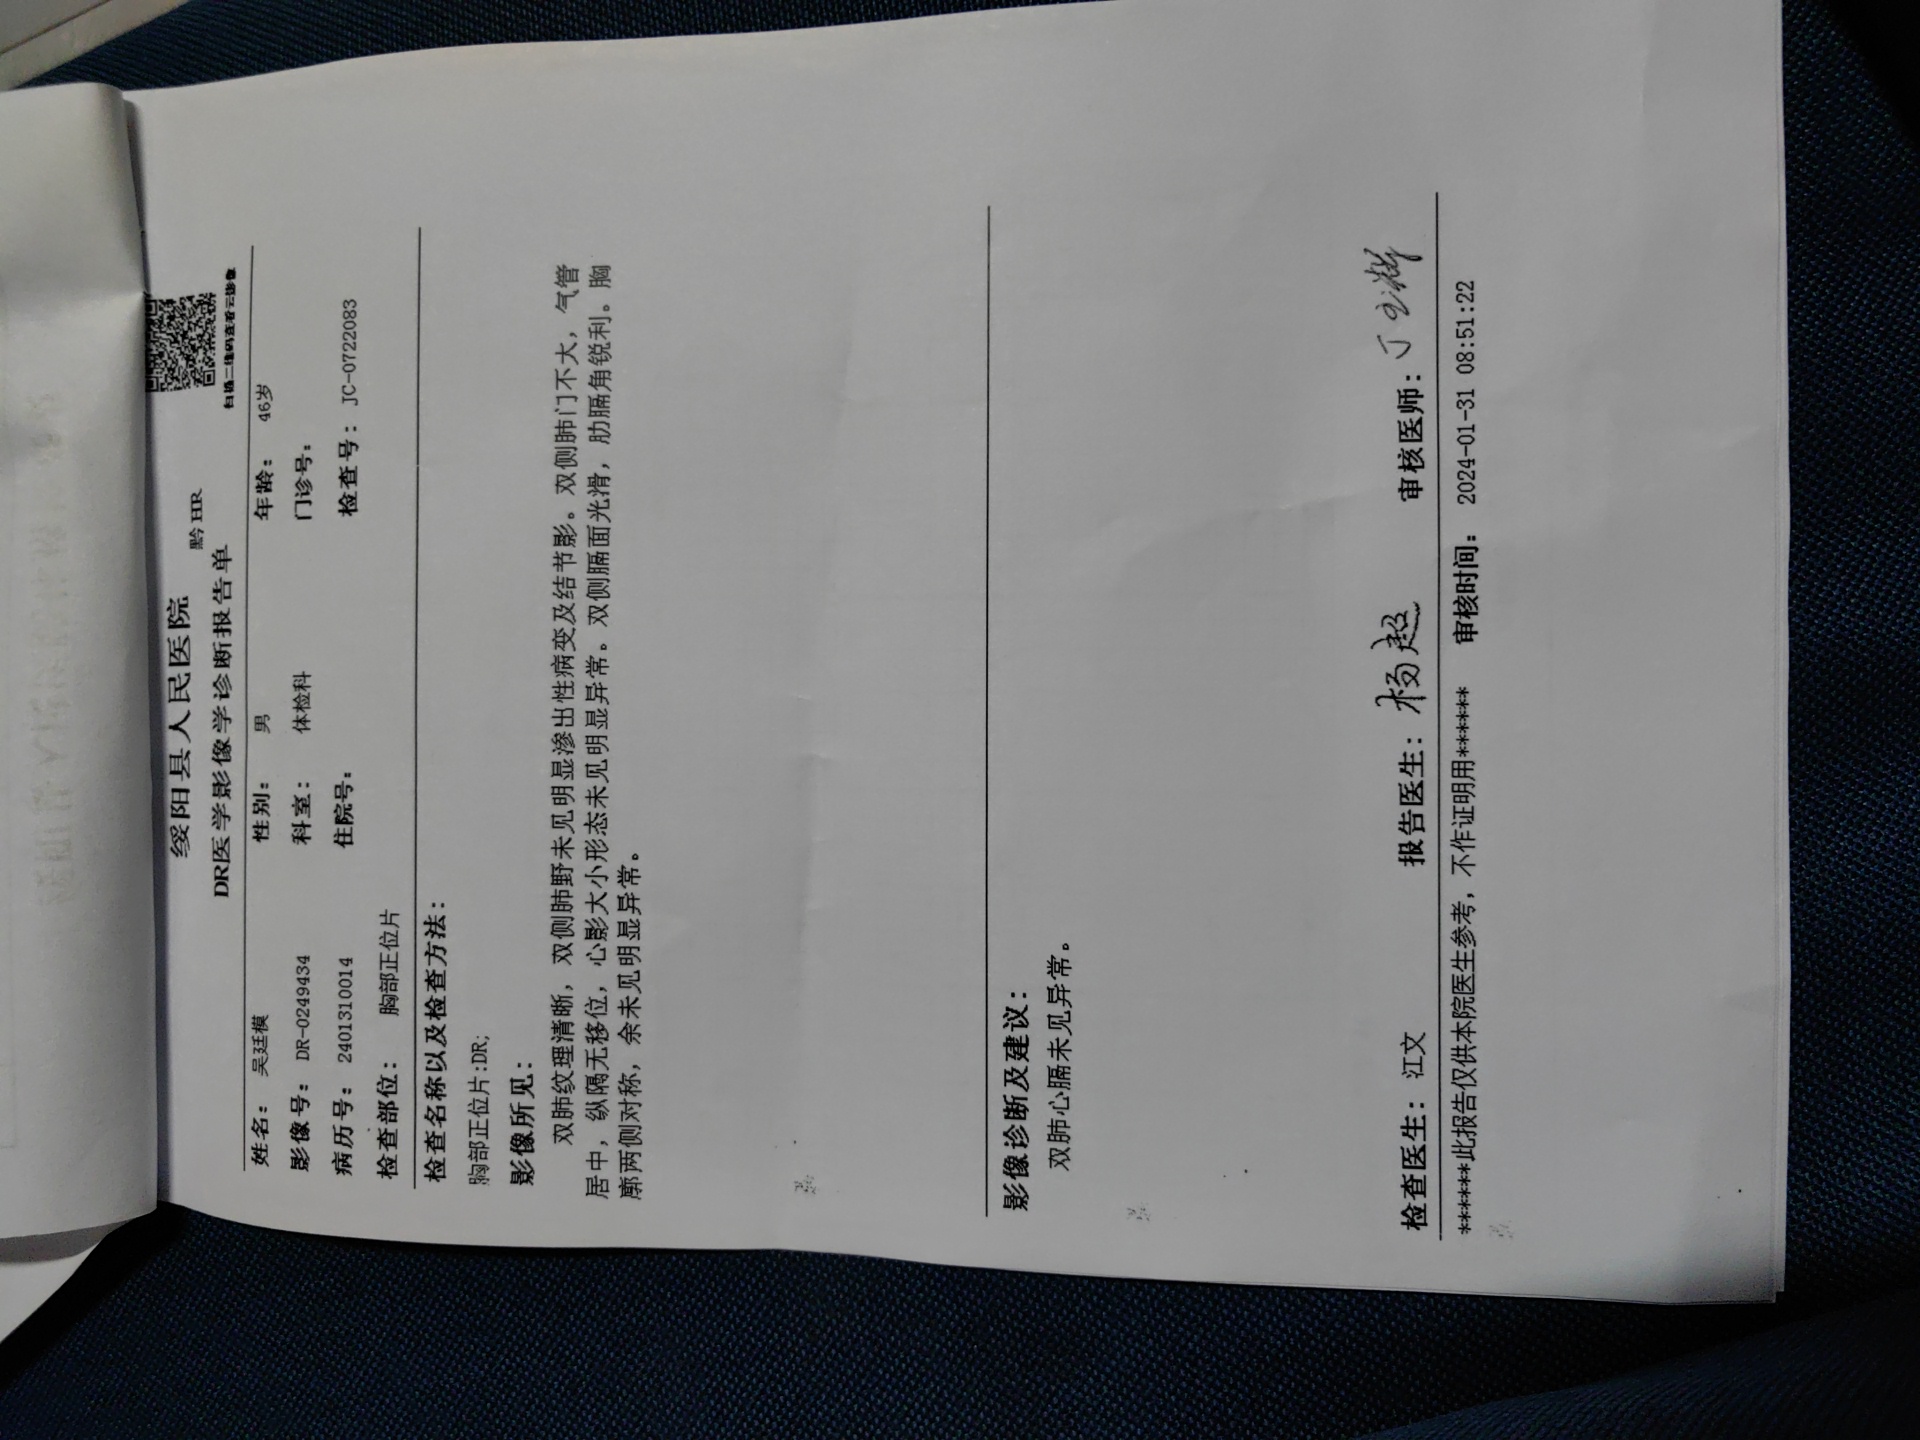 绥阳县人民医院
黔HR
DR医学影像学诊断报告单
扫描二维码查看云影像
姓名： 吴廷模 性别： 男 年龄： 46岁
影像号： DR-0249434 科室： 体检科 门诊号：
病历号： 2401310014 住院号： 检查号： JC-0722083
检查部位： 胸部正位片
检查名称以及检查方法：
胸部正位片:DR;
影像所见：
双肺纹理清晰，双侧肺野未见明显渗出性病变及结节影。双侧肺门不大，气管
居中，纵隔无移位，心影大小形态未见明显异常。双侧膈面光滑，肋膈角锐利。胸
廓两侧对称，余未见明显异常。
影像诊断及建议：
双肺心膈未见异常。
检查医生： 江文 报告医生： 杨超 审核医师： 丁
******此报告仅供本院医生参考，不作证明用****** 审核时间： 2024-01-31 08:51:22